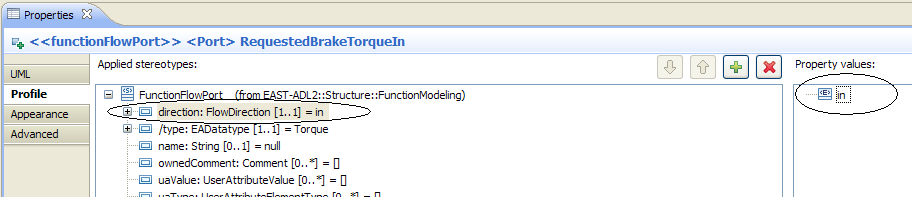 Properties
<<functionFlowPort>> <Port> RequestedBrakeTorqueIn
UML
Profile
Appearance
Advanced
Applied stereotypes:
FunctionFlowPort (from EAST-ADL2::Structure::FunctionModeling)
direction: FlowDirection [1..1] = in
/type: EADatatype [1..1] = Torque
name: String [0..1] = null
ownedComment: Comment [0..*] = []
uaValue: UserAttributeValue [0..*] = []
uaType: UserAttributeElementType [0..*] = []
Property values:
in